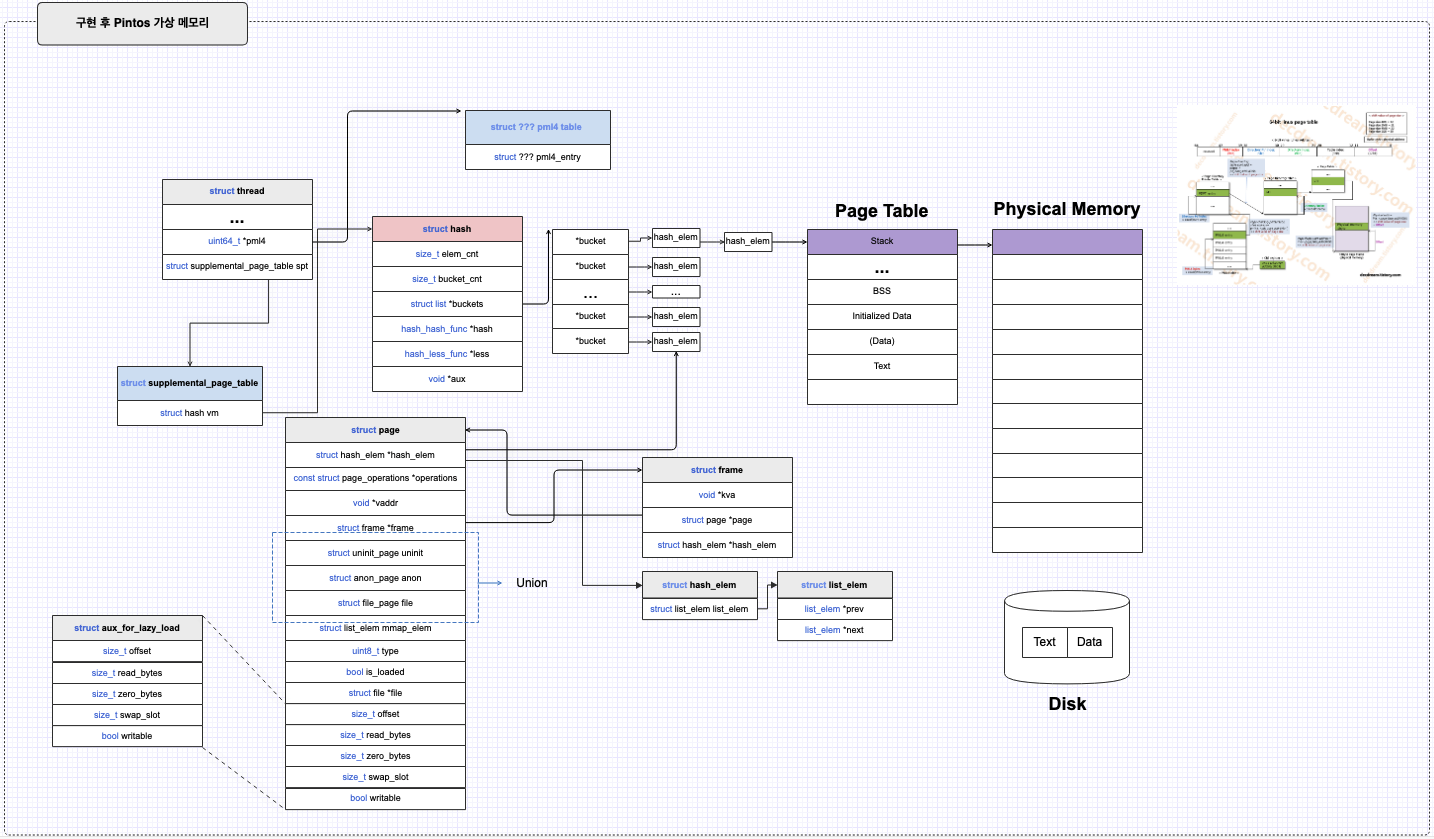 구현 후 Pintos 가상 메모리
struct ??? pml4 table
struct ??? pml4_entry
struct thread
...
uint64_t *pml4
struct supplemental_page_table spt
struct supplemental_page_table
struct hash vm
struct hash
size_t elem_cnt
size_t bucket_cnt
struct list *buckets
hash_hash_func *hash
hash_less_func *less
void *aux
*bucket
*bucket
...
*bucket
*bucket
hash_elem
hash_elem
hash_elem
...
hash_elem
hash_elem
Page Table
Stack
...
BSS
Initialized Data
(Data)
Text
Physical Memory
struct page
struct hash_elem *hash_elem
const struct page_operations *operations
void *vaddr
struct frame *frame
struct uninit_page uninit
struct anon_page anon
struct file_page file
struct list_elem mmap_elem
uint8_t type
bool is_loaded
struct file *file
size_t offset
size_t read_bytes
size_t zero_bytes
size_t swap_slot
bool writable
Union
struct frame
void *kva
struct page *page
struct hash_elem *hash_elem
struct hash_elem
struct list_elem list_elem
struct list_elem
list_elem *prev
list_elem *next
struct aux_for_lazy_load
size_t offset
size_t read_bytes
size_t zero_bytes
size_t swap_slot
bool writable
Text
Data
Disk
64bit linux page table